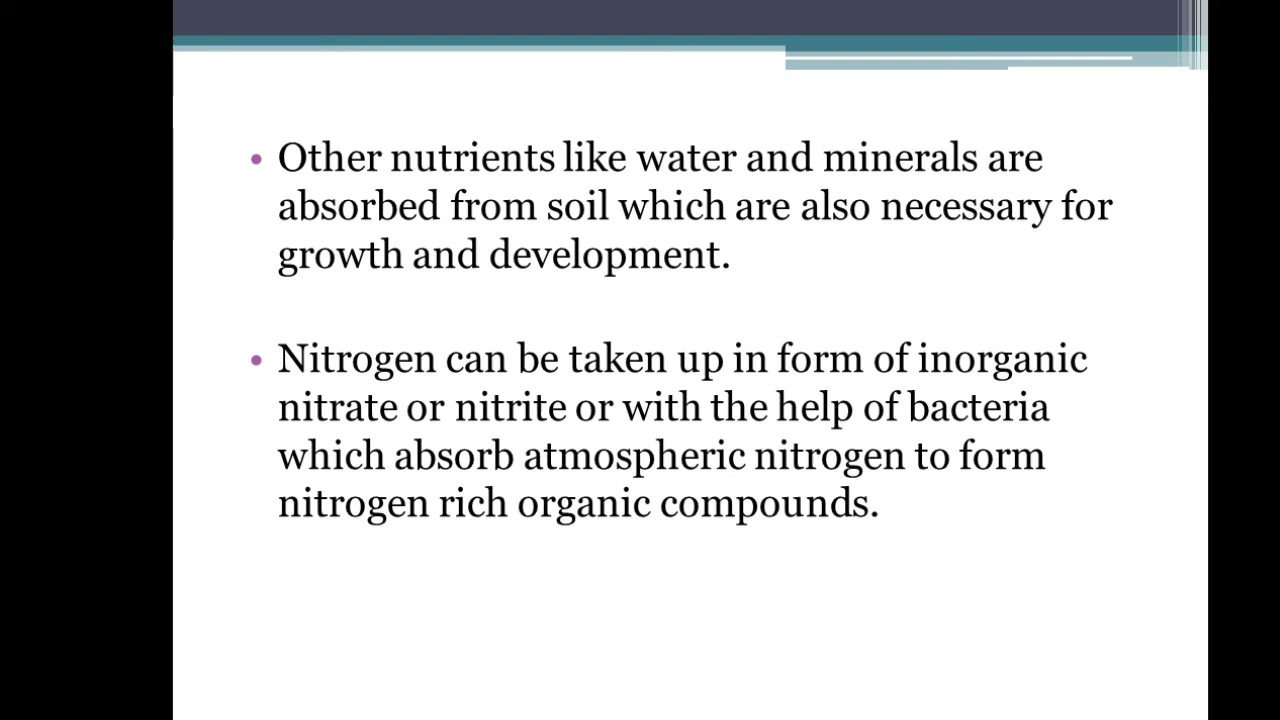 • Other nutrients like water and minerals are
absorbed from soil which are also necessary for
growth and development.
• Nitrogen can be taken up in form of inorganic
nitrate or nitrite or with the help of bacteria
which absorb atmospheric nitrogen to form
nitrogen rich organic compounds.